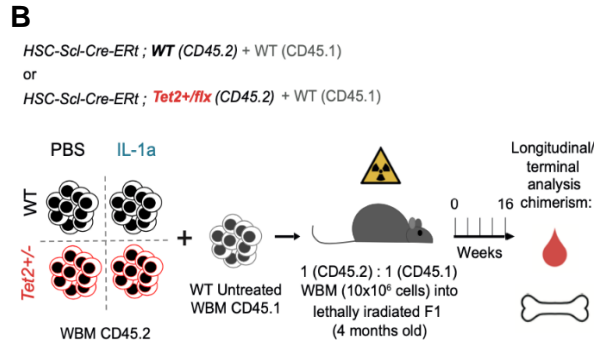 B
HSC-Scl-Cre-ERt ; WT (CD45.2) + WT (CD45.1)
or
HSC-Scl-Cre-ERt ; Tet2+/flx (CD45.2) + WT (CD45.1)
PBS IL-1a
WT
Tet2+/-
WBM CD45.2
+
WT Untreated
WBM CD45.1
1 (CD45.2) : 1 (CD45.1)
WBM (10x10⁶ cells) into
lethally irradiated F1
(4 months old)
0 16
Weeks
Longitudinal/
terminal
analysis
chimerism: